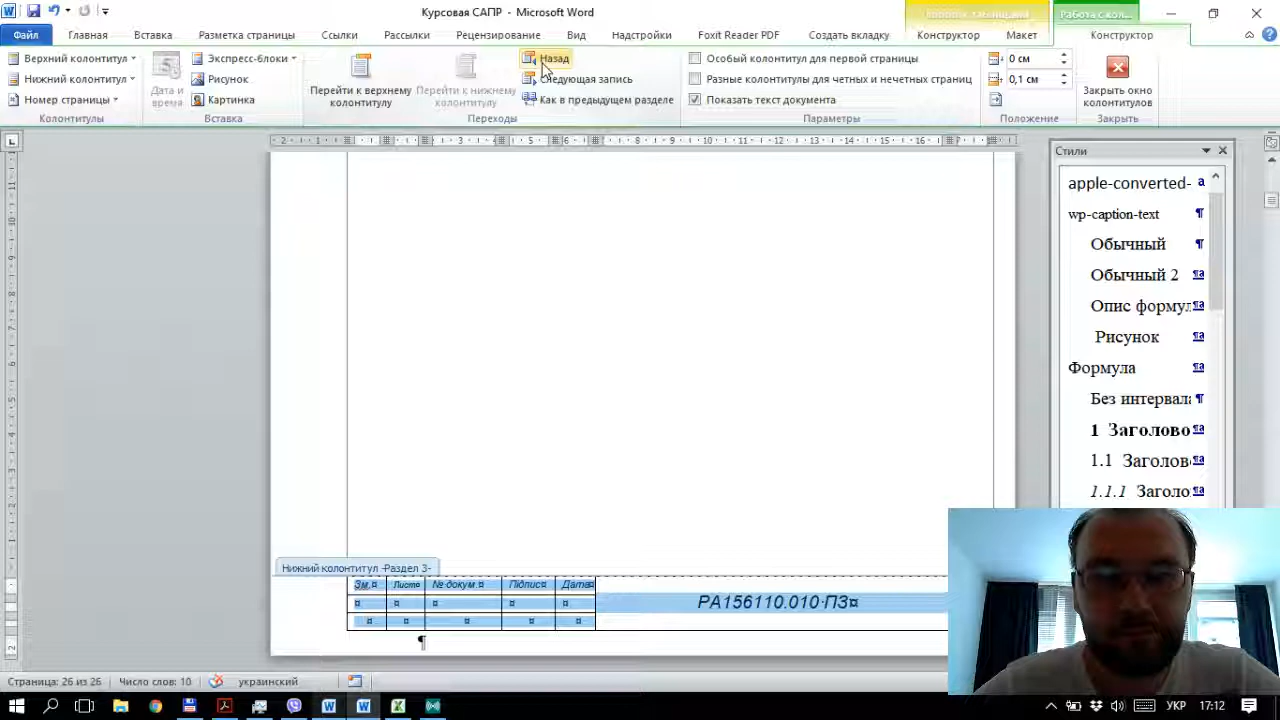 Курсовая САПР - Microsoft Word
Работа с кол...
Файл Главная Вставка Разметка страницы Ссылки Рассылки Рецензирование Вид Надстройки Foxit Reader PDF Создать вкладку Конструктор Макет Конструктор
Верхний колонтитул
Нижний колонтитул
Номер страницы
Колонтитулы
Дата и время
Экспресс-блоки
Рисунок
Картинка
Вставка
Перейти к верхнему колонтитулу
Перейти к нижнему колонтитулу
Назад
Следующая запись
Как в предыдущем разделе
Переходы
Особый колонтитул для первой страницы
Разные колонтитулы для четных и нечетных страниц
Показать текст документа
Параметры
0 см
0,1 см
Положение
Закрыть окно колонтитулов
Закрыть
Стили
apple-converted- a
wp-caption-text ¶
Обычный ¶
Обычный 2 ¶a
Опис формул ¶a
Рисунок ¶a
Формула ¶a
Без интервала ¶
1 Заголово ¶a
1.1 Заголов ¶a
1.1.1 Заголо ¶a
Нижний колонтитул -Раздел 3-
Зм.¤ Лист¤ № докум.¤ Підпис¤ Дата¤
РА156110.010·ПЗ¤
¶
Страница: 26 из 26 Число слов: 10 украинский
УКР 17:12